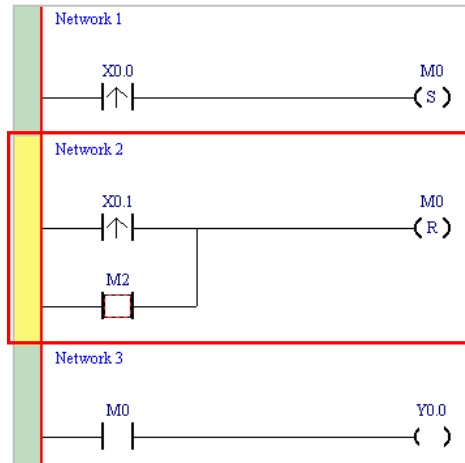 Network 1
X0.0 M0
S
Network 2
X0.1 M0
R
M2
Network 3
M0 Y0.0